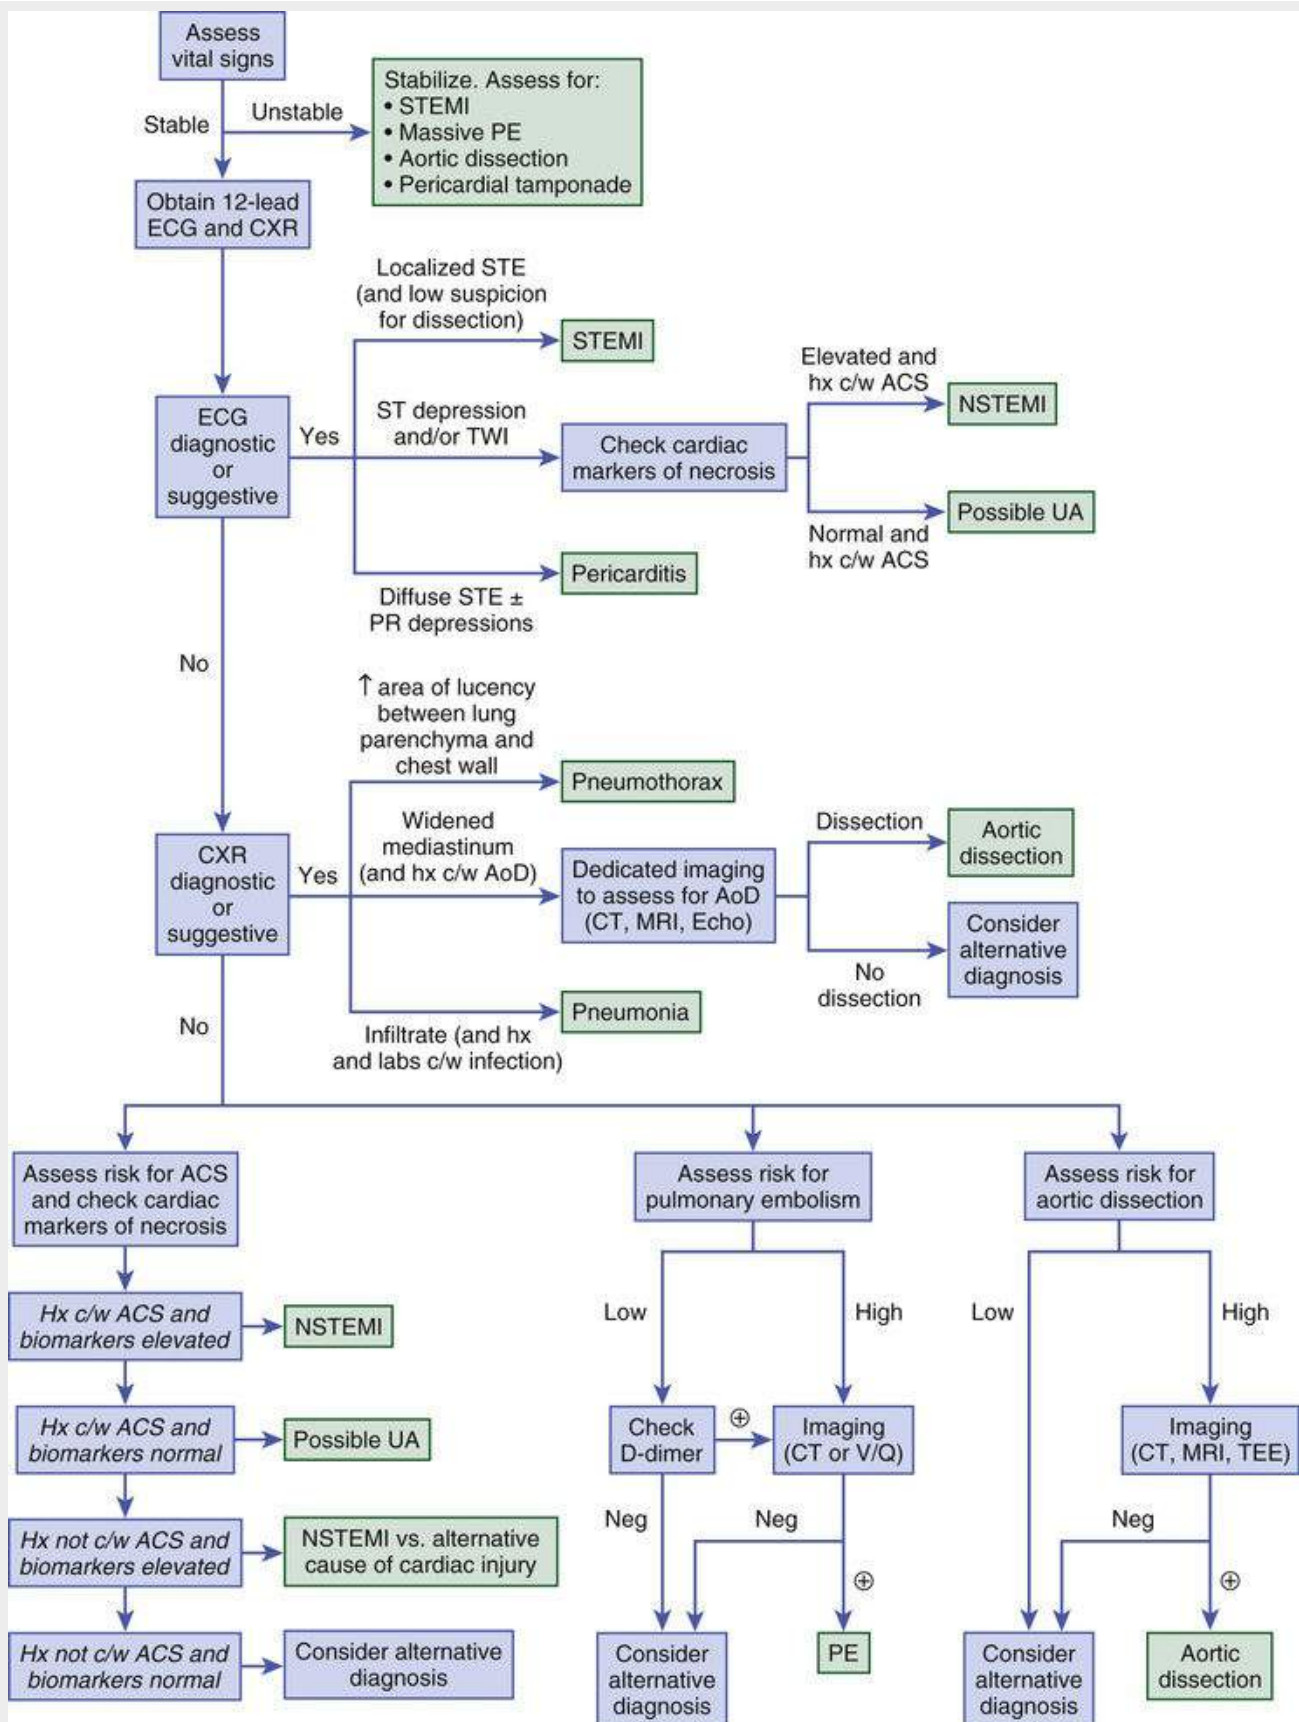 Assess
vital signs
Stable
Unstable
Stabilize. Assess for:
• STEMI
• Massive PE
• Aortic dissection
• Pericardial tamponade
Obtain 12-lead
ECG and CXR
ECG
diagnostic
or
suggestive
Yes
Localized STE
(and low suspicion
for dissection)
STEMI
ST depression
and/or TWI
Check cardiac
markers of necrosis
Elevated and
hx c/w ACS
NSTEMI
Normal and
hx c/w ACS
Possible UA
Diffuse STE ±
PR depressions
Pericarditis
No
CXR
diagnostic
or
suggestive
Yes
↑ area of lucency
between lung
parenchyma and
chest wall
Pneumothorax
Widened
mediastinum
(and hx c/w AoD)
Dedicated imaging
to assess for AoD
(CT, MRI, Echo)
Dissection
Aortic
dissection
No
dissection
Consider
alternative
diagnosis
Infiltrate (and hx
and labs c/w infection)
Pneumonia
No
Assess risk for ACS
and check cardiac
markers of necrosis
Hx c/w ACS and
biomarkers elevated
NSTEMI
Hx c/w ACS and
biomarkers normal
Possible UA
Hx not c/w ACS and
biomarkers elevated
NSTEMI vs. alternative
cause of cardiac injury
Hx not c/w ACS and
biomarkers normal
Consider alternative
diagnosis
Assess risk for
pulmonary embolism
Low
High
Check
D-dimer
⊕
Imaging
(CT or V/Q)
Neg
Neg
⊕
Consider
alternative
diagnosis
PE
Assess risk for
aortic dissection
Low
High
Imaging
(CT, MRI, TEE)
Neg
⊕
Consider
alternative
diagnosis
Aortic
dissection